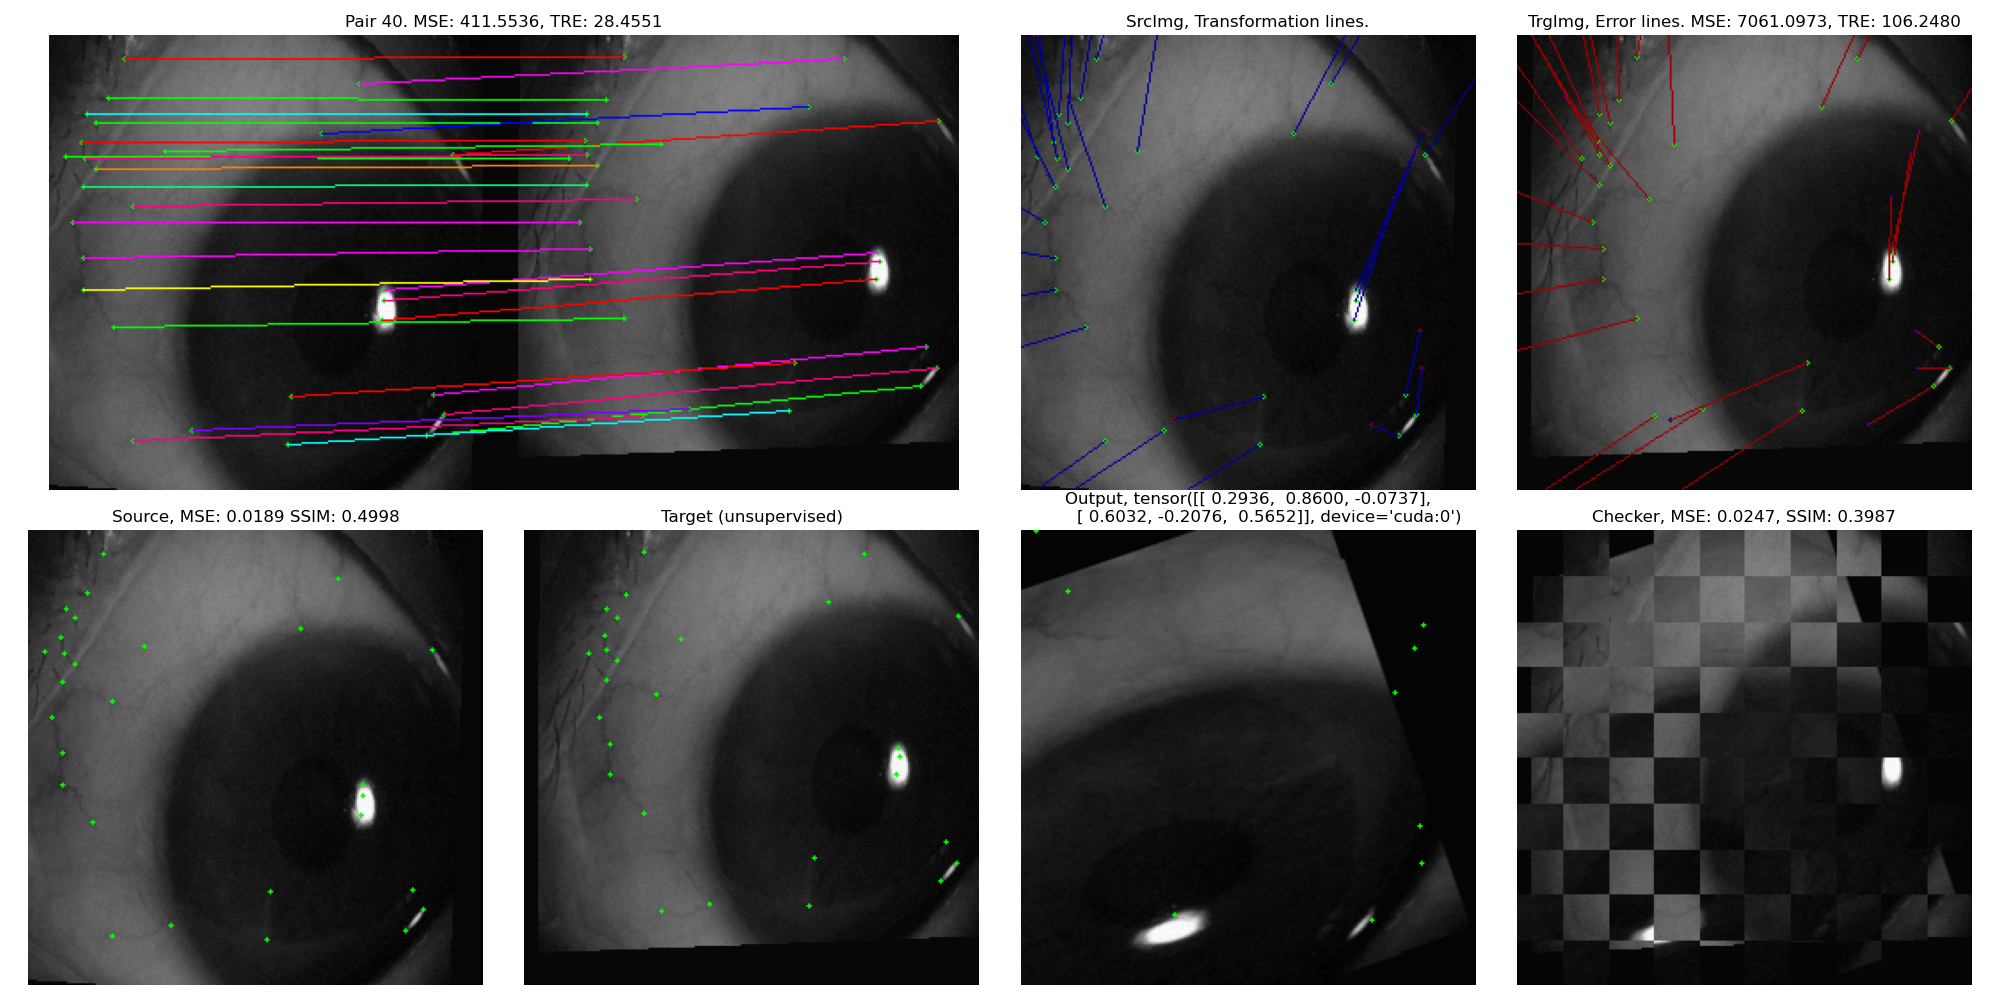 Pair 40. MSE: 411.5536, TRE: 28.4551
SrcImg, Transformation lines.
TrgImg, Error lines. MSE: 7061.0973, TRE: 106.2480
Source, MSE: 0.0189 SSIM: 0.4998
Target (unsupervised)
Output, tensor([[ 0.2936,  0.8600, -0.0737],
[ 0.6032, -0.2076,  0.5652]], device='cuda:0')
Checker, MSE: 0.0247, SSIM: 0.3987